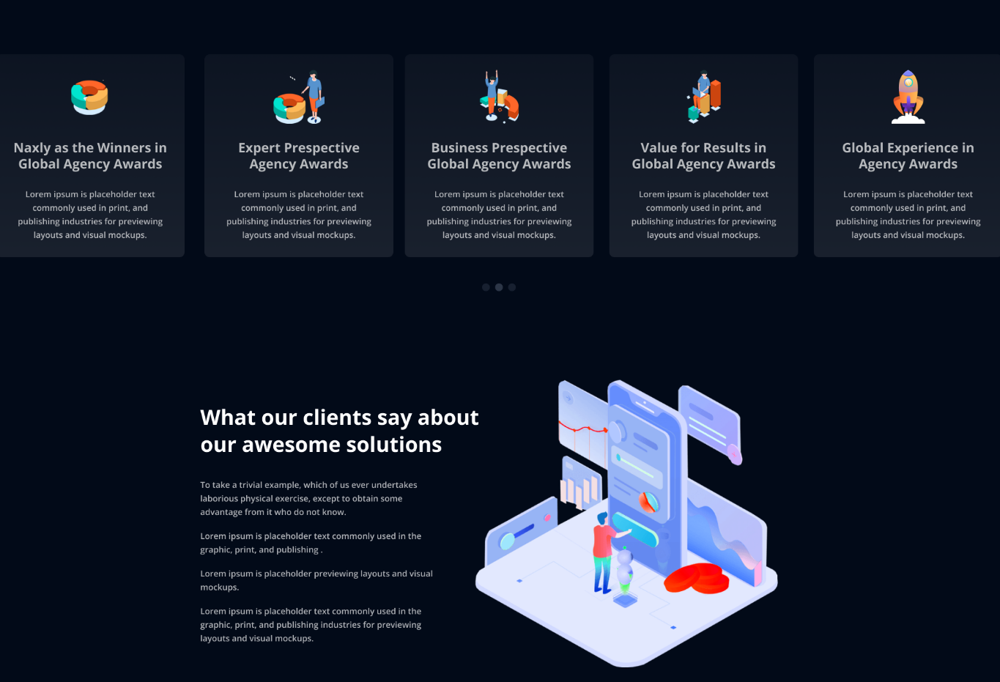 Naxly as the Winners in
Global Agency Awards
Lorem ipsum is placeholder text
commonly used in print, and
publishing industries for previewing
layouts and visual mockups.
Expert Prespective
Agency Awards
Lorem ipsum is placeholder text
commonly used in print, and
publishing industries for previewing
layouts and visual mockups.
Business Prespective
Global Agency Awards
Lorem ipsum is placeholder text
commonly used in print, and
publishing industries for previewing
layouts and visual mockups.
Value for Results in
Global Agency Awards
Lorem ipsum is placeholder text
commonly used in print, and
publishing industries for previewing
layouts and visual mockups.
Global Experience in
Agency Awards
Lorem ipsum is placeholder text
commonly used in print, and
publishing industries for previewing
layouts and visual mockups.
What our clients say about
our awesome solutions
To take a trivial example, which of us ever undertakes
laborious physical exercise, except to obtain some
advantage from it who do not know.
Lorem ipsum is placeholder text commonly used in the
graphic, print, and publishing .
Lorem ipsum is placeholder previewing layouts and visual
mockups.
Lorem ipsum is placeholder text commonly used in the
graphic, print, and publishing industries for previewing
layouts and visual mockups.